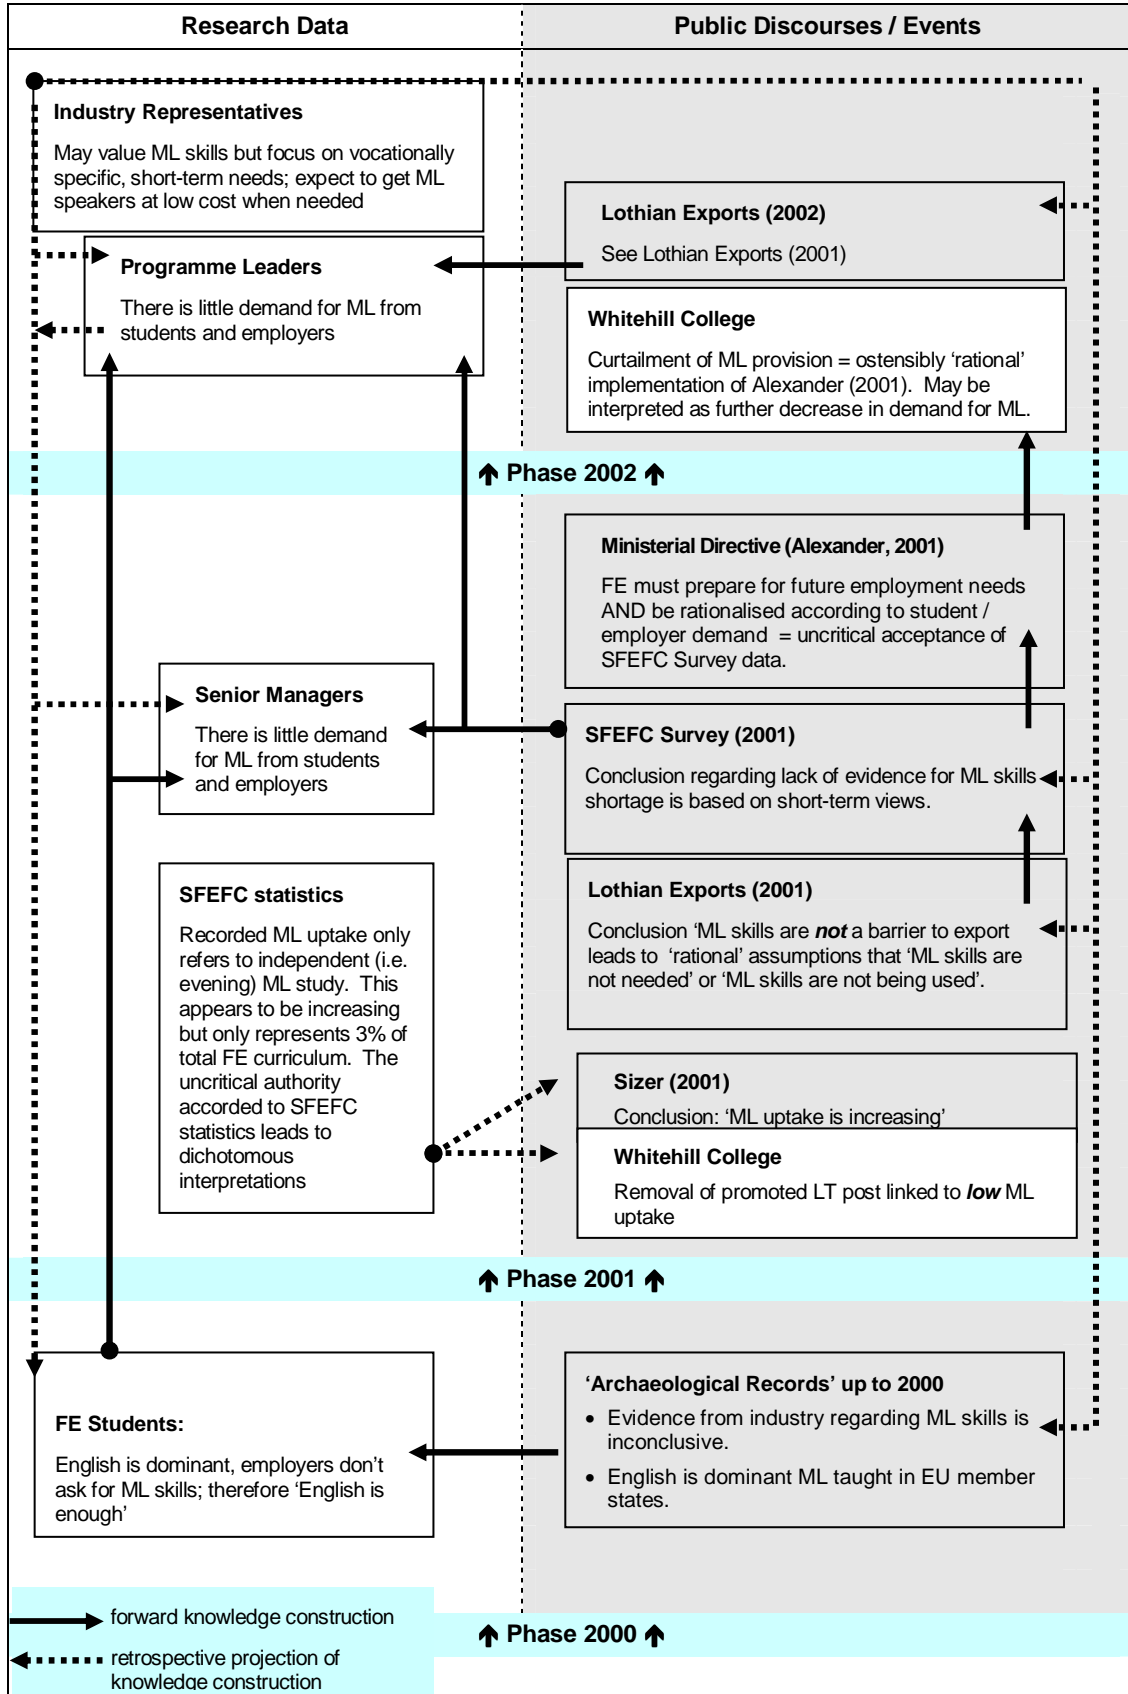 Research Data
Public Discourses / Events
Industry Representatives
May value ML skills but focus on vocationally
specific, short-term needs; expect to get ML
speakers at low cost when needed
Lothian Exports (2002)
See Lothian Exports (2001)
Programme Leaders
There is little demand for ML from
students and employers
Whitehill College
Curtailment of ML provision = ostensibly ‘rational’
implementation of Alexander (2001).  May be
interpreted as further decrease in demand for ML.
Phase 2002
Ministerial Directive (Alexander, 2001)
FE must prepare for future employment needs
AND be rationalised according to student /
employer demand  = uncritical acceptance of
SFEFC Survey data.
Senior Managers
There is little demand
for ML from students
and employers
SFEFC Survey (2001)
Conclusion regarding lack of evidence for ML skills
shortage is based on short-term views.
SFEFC statistics
Recorded ML uptake only
refers to independent (i.e.
evening) ML study.  This
appears to be increasing
but only represents 3% of
total FE curriculum.  The
uncritical authority
accorded to SFEFC
statistics leads to
dichotomous
interpretations
Lothian Exports (2001)
Conclusion ‘ML skills are not a barrier to export
leads to  ‘rational’ assumptions that ‘ML skills are
not needed’ or ‘ML skills are not being used’.
Sizer (2001)
Conclusion: ‘ML uptake is increasing’
Whitehill College
Removal of promoted LT post linked to low ML
uptake
Phase 2001
FE Students:
English is dominant, employers don’t
ask for ML skills; therefore ‘English is
enough’
‘Archaeological Records’ up to 2000
• Evidence from industry regarding ML skills is
inconclusive.
• English is dominant ML taught in EU member
states.
forward knowledge construction
retrospective projection of
knowledge construction
Phase 2000